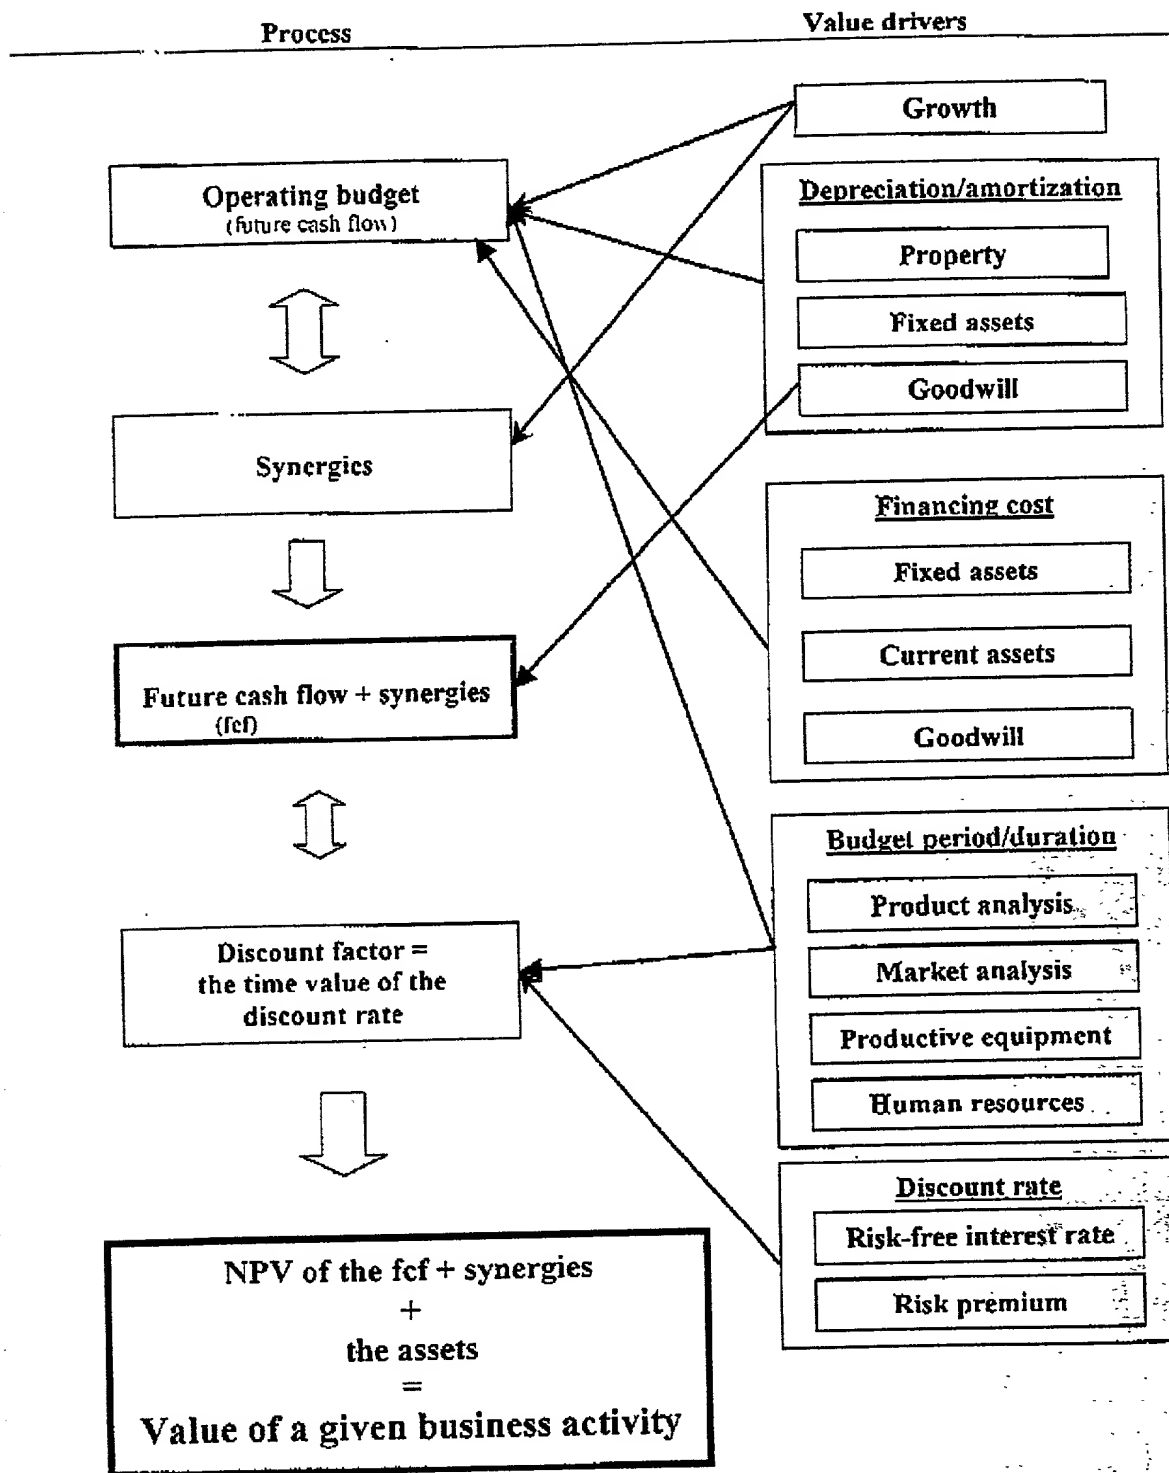 Process
Value drivers
Growth
Operating budget
(future cash flow)
Depreciation/amortization
Property
Fixed assets
Goodwill
Synergies
Financing cost
Fixed assets
Current assets
Goodwill
Future cash flow + synergies
(fcf)
Budget period/duration
Product analysis
Market analysis
Productive equipment
Human resources
Discount factor =
the time value of the
discount rate
Discount rate
Risk-free interest rate
Risk premium
NPV of the fcf + synergies
+
the assets
=
Value of a given business activity